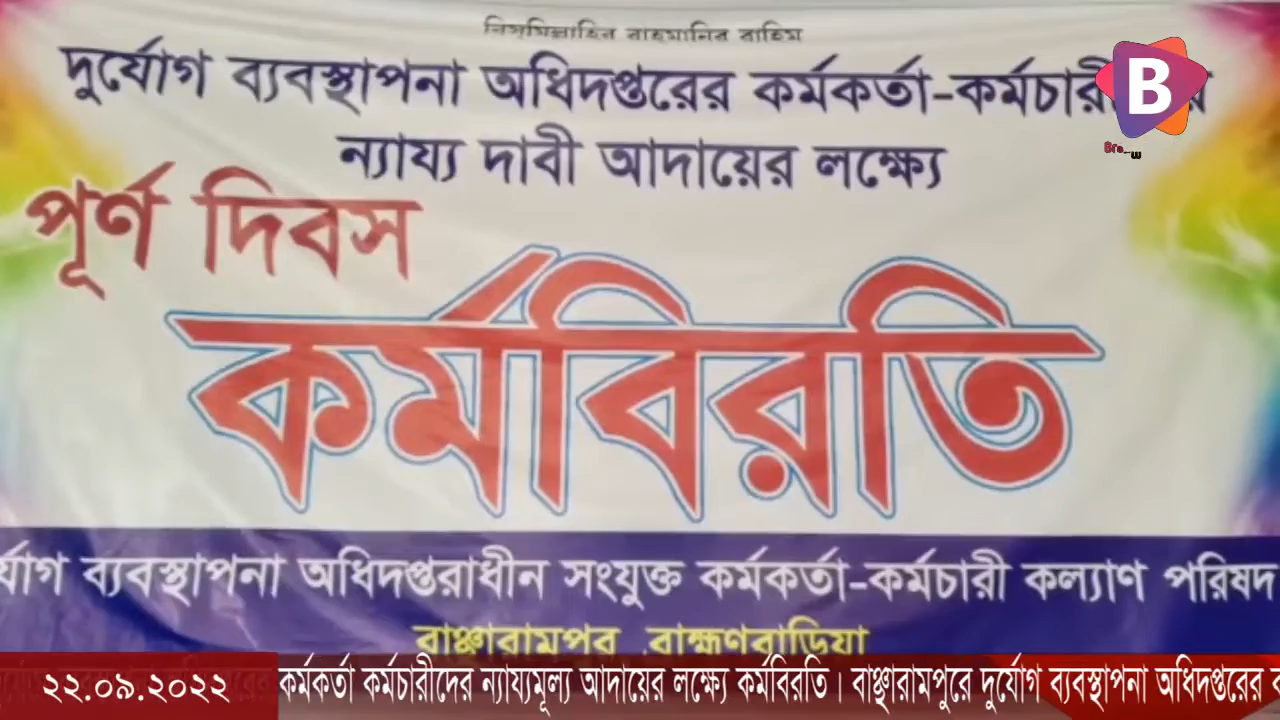 বিসমিল্লাহির রাহমানির রাহিম
দুর্যোগ ব্যবস্থাপনা অধিদপ্তরের কর্মকর্তা-কর্মচারী
B
ন্যায্য দাবী আদায়ের লক্ষ্যে
পূর্ণ দিবস
কর্মবিরতি
র্যোগ ব্যবস্থাপনা অধিদপ্তরাধীন সংযুক্ত কর্মকর্তা-কর্মচারী কল্যাণ পরিষদ
বাঞ্ছারামপুর, ব্রাহ্মণবাড়িয়া
২২.০৯.২০২২ কর্মকর্তা কর্মচারীদের ন্যায্যমূল্য আদায়ের লক্ষ্যে কর্মবিরতি। বাঞ্ছারামপুরে দুর্যোগ ব্যবস্থাপনা অধিদপ্তরের